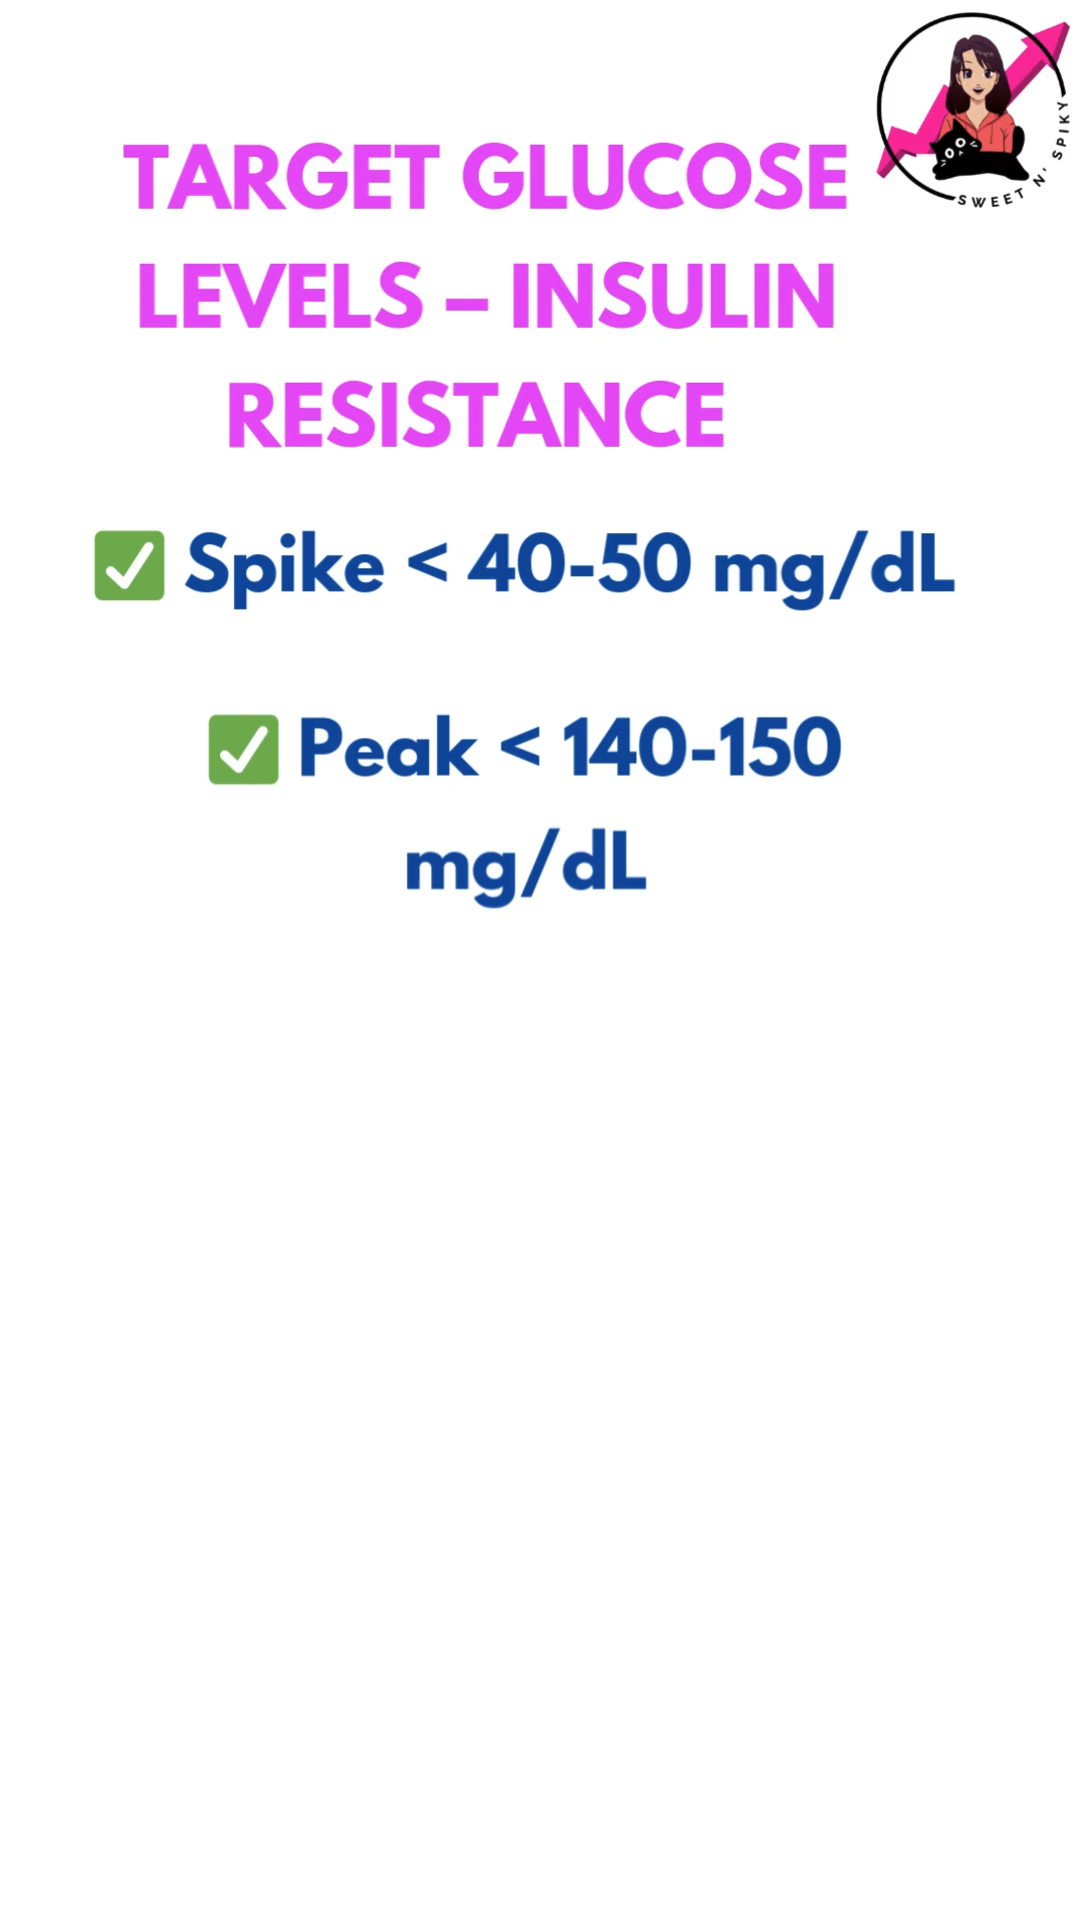 SWEET N' SPIKY
TARGET GLUCOSE
LEVELS – INSULIN
RESISTANCE
✅ Spike < 40-50 mg/dL
✅ Peak < 140-150
mg/dL